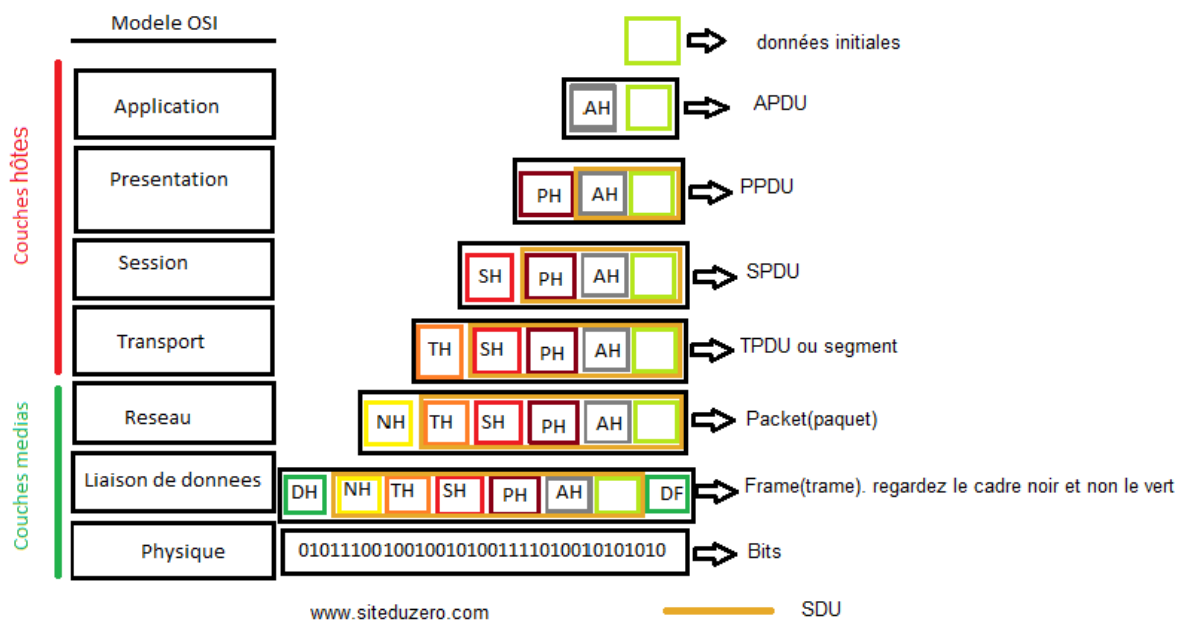 Modele OSI
données initiales
Couches hôtes
Application
.AH
APDU
Presentation
PH AH
PPDU
Session
SH PH AH
SPDU
Transport
TH SH PH AH
TPDU ou segment
Couches medias
Reseau
NH TH SH PH AH
Packet(paquet)
Liaison de donnees
DH NH TH SH PH AH DF
Frame(trame). regardez le cadre noir et non le vert
Physique
0101110010010010100111101001010101010
Bits
www.siteduzero.com
SDU